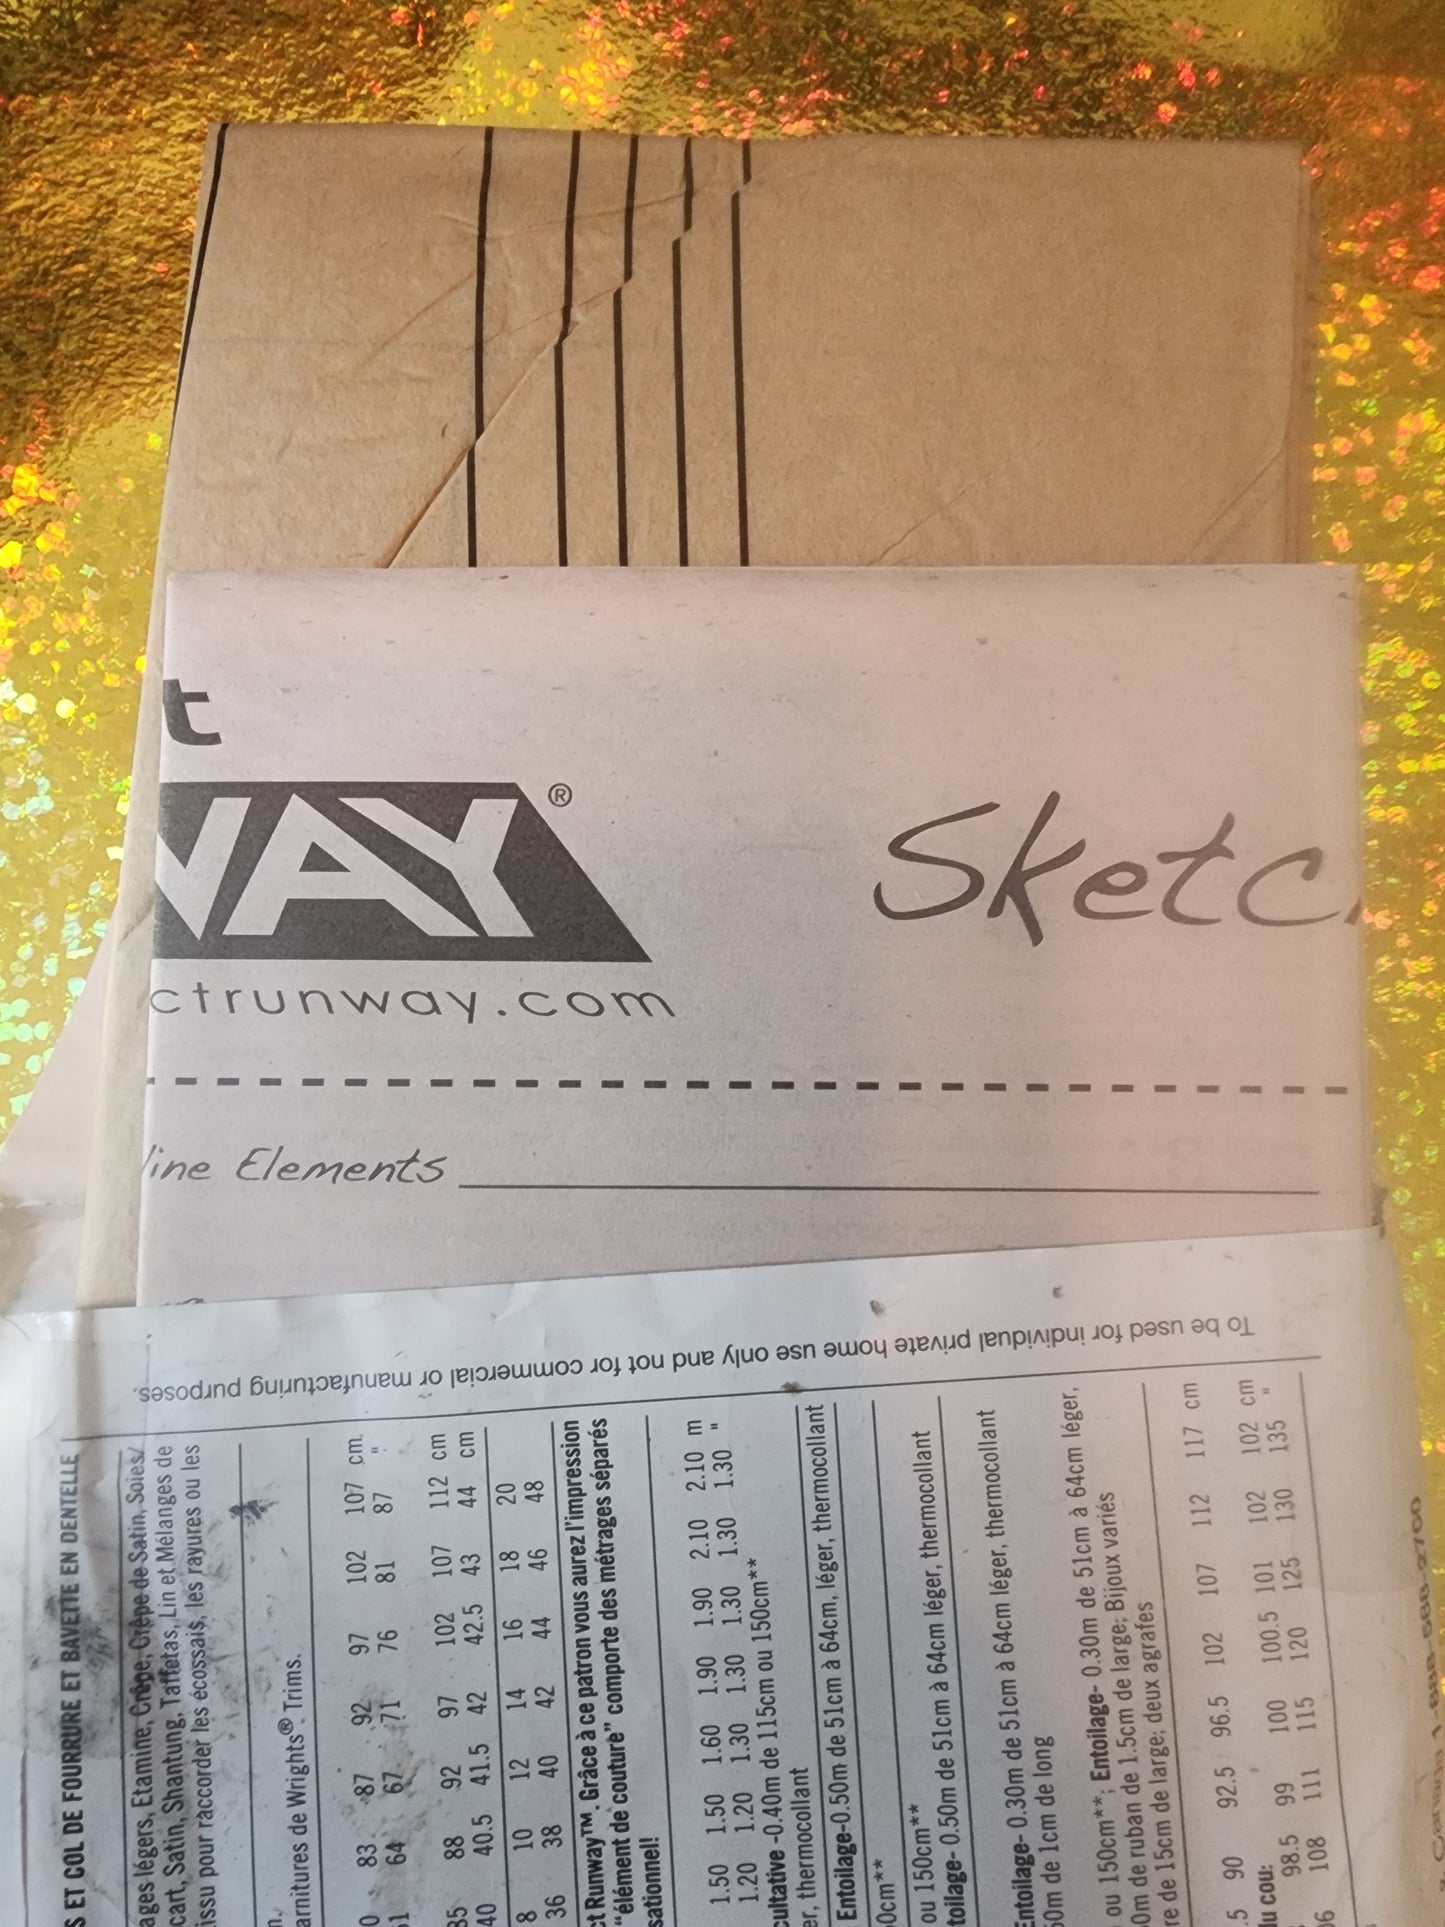 t
WAY®
ctrunway.com
Sketc
line Elements
To be used for individual private home use only and not for commercial or manufacturing purposes.
S ET COL DE FOURRURE ET BAVETTE EN DENTELLE
ages légers, Etamine, Crêpe, Crêpe de Satin, Soies/
cart, Satin, Shantung, Taffetas, Lin et Mélanges de
issu pour raccorder les écossais, les rayures ou les
n.
arnitures de Wrights® Trims.
83 87 92 97 102 107 cm.
64 67 71 76 81 87 "
85 88 92 97 102 107 112 cm
40 40.5 41.5 42 42.5 43 44 cm
8 10 12 14 16 18 20
36 38 40 42 44 46 48
ct Runway™. Grâce à ce patron vous aurez l'impression
"élément de couture" comporte des métrages séparés
sationnel!
1.50 1.50 1.60 1.90 1.90 2.10 2.10 m
1.20 1.20 1.30 1.30 1.30 1.30 1.30 "
cultative -0.40m de 115cm ou 150cm**
er, thermocollant
Entoilage-0.50m de 51cm à 64cm, léger, thermocollant
0cm**
ou 150cm**
toilage- 0.50m de 51cm à 64cm léger, thermocollant
Entoilage- 0.30m de 51cm à 64cm léger, thermocollant
50m de 1cm de long
ou 150cm**; Entoilage- 0.30m de 51cm à 64cm léger,
0m de ruban de 1.5cm de large; Bijoux variés
re de 15cm de large; deux agrafes
.5 90 92.5 96.5 102 107 112 117 cm
du cou:
98.5 99 100 100.5 101 102 102 cm
6 108 111 115 120 125 130 135 "